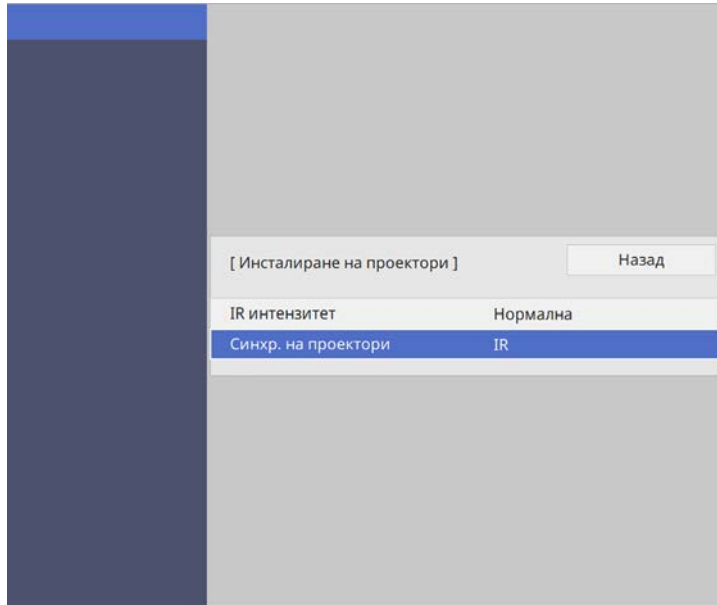 [ Инсталиране на проектори ]
Назад
IR интензитет Нормална
Синхр. на проектори IR